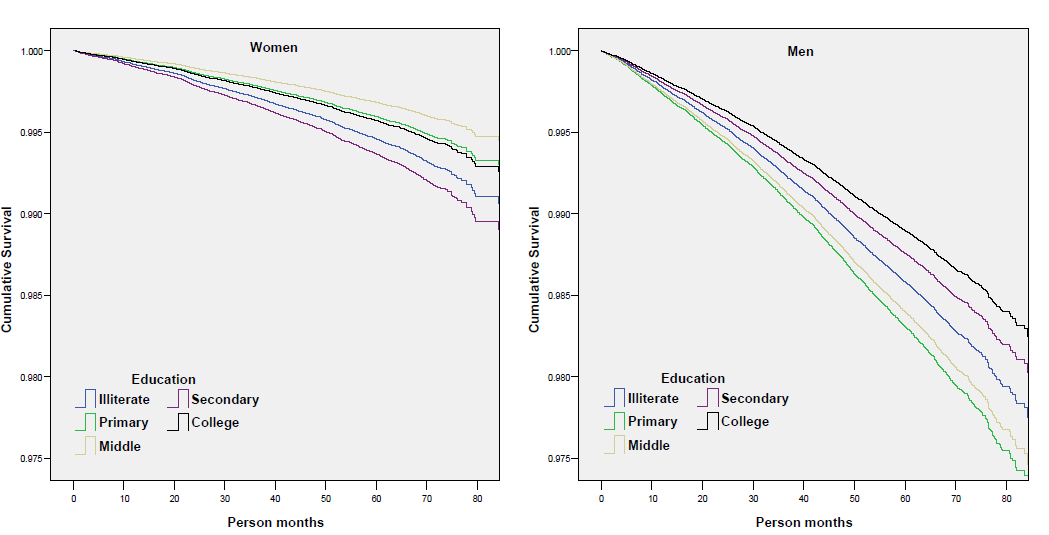 Women
Cumulative Survival
1.000
0.995
0.990
0.985
0.980
0.975
Education
Illiterate Secondary
Primary College
Middle
0 10 20 30 40 50 60 70 80
Person months
Men
Cumulative Survival
1.000
0.995
0.990
0.985
0.980
0.975
Education
Illiterate Secondary
Primary College
Middle
0 10 20 30 40 50 60 70 80
Person months